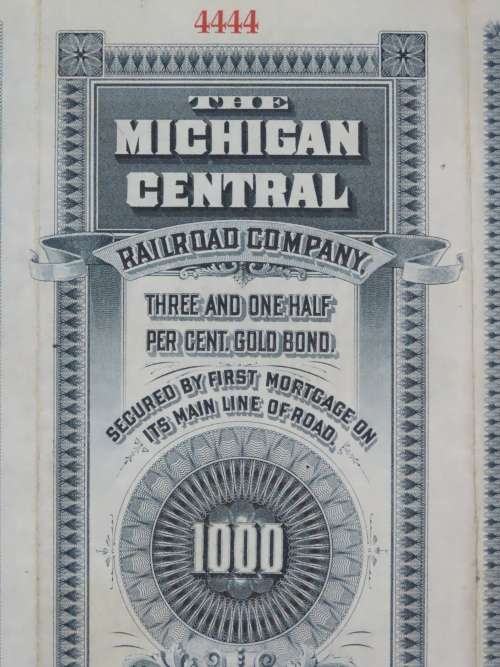 4444
THE
MICHIGAN
CENTRAL
RAILROAD COMPANY,
THREE AND ONE HALF
PER CENT. GOLD BOND,
SECURED BY FIRST MORTGAGE ON
ITS MAIN LINE OF ROAD,
1000